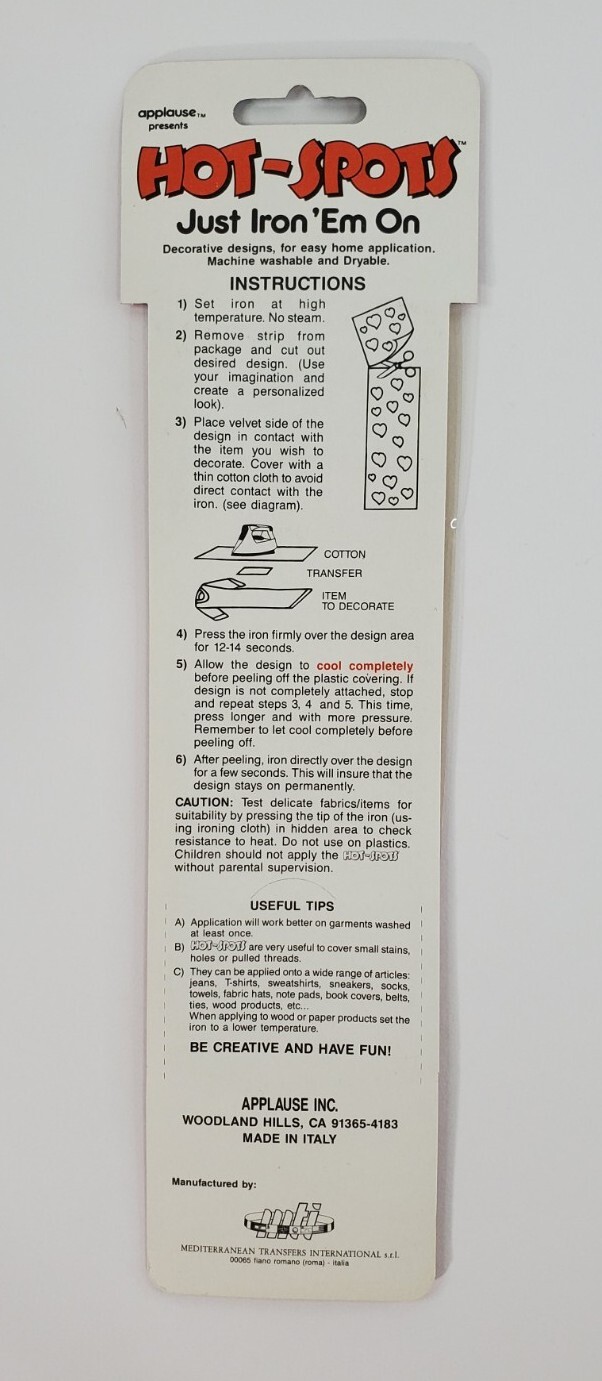 applause™
presents
HOT-SPOTS™
Just Iron 'Em On
Decorative designs, for easy home application.
Machine washable and Dryable.
INSTRUCTIONS
1) Set iron at high
temperature. No steam.
2) Remove strip from
package and cut out
desired design. (Use
your imagination and
create a personalized
look).
3) Place velvet side of the
design in contact with
the item you wish to
decorate. Cover with a
thin cotton cloth to avoid
direct contact with the
iron. (see diagram).
COTTON
TRANSFER
ITEM
TO DECORATE
4) Press the iron firmly over the design area
for 12-14 seconds.
5) Allow the design to cool completely
before peeling off the plastic covering. If
design is not completely attached, stop
and repeat steps 3, 4 and 5. This time,
press longer and with more pressure.
Remember to let cool completely before
peeling off.
6) After peeling, iron directly over the design
for a few seconds. This will insure that the
design stays on permanently.
CAUTION: Test delicate fabrics/items for
suitability by pressing the tip of the iron (us-
ing ironing cloth) in hidden area to check
resistance to heat. Do not use on plastics.
Children should not apply the HOT-SPOTS
without parental supervision.
USEFUL TIPS
A) Application will work better on garments washed
at least once.
B) HOT-SPOTS are very useful to cover small stains,
holes or pulled threads.
C) They can be applied onto a wide range of articles:
jeans, T-shirts, sweatshirts, sneakers, socks,
towels, fabric hats, note pads, book covers, belts,
ties, wood products, etc...
When applying to wood or paper products set the
iron to a lower temperature.
BE CREATIVE AND HAVE FUN!
APPLAUSE INC.
WOODLAND HILLS, CA 91365-4183
MADE IN ITALY
Manufactured by:
mti
MEDITERRANEAN TRANSFERS INTERNATIONAL s.r.l.
00065 fiano romano (roma) - italia